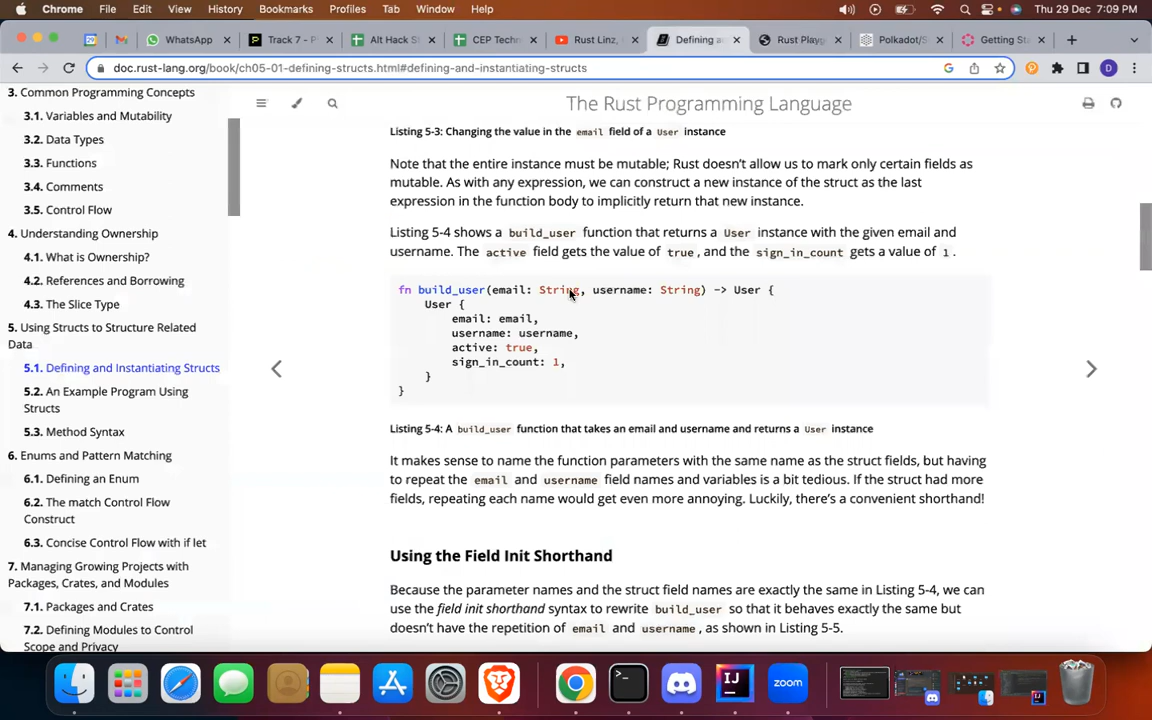 Chrome File Edit View History Bookmarks Profiles Tab Window Help Thu 29 Dec 7:09 PM
WhatsApp Track 7 - P Alt Hack S CEP Techn Rust Linz, Defining a Rust Playg Polkadot/S Getting Sta
doc.rust-lang.org/book/ch05-01-defining-structs.html#defining-and-instantiating-structs D
3. Common Programming Concepts
3.1. Variables and Mutability
3.2. Data Types
3.3. Functions
3.4. Comments
3.5. Control Flow
4. Understanding Ownership
4.1. What is Ownership?
4.2. References and Borrowing
4.3. The Slice Type
5. Using Structs to Structure Related
Data
5.1. Defining and Instantiating Structs
5.2. An Example Program Using
Structs
5.3. Method Syntax
6. Enums and Pattern Matching
6.1. Defining an Enum
6.2. The match Control Flow
Construct
6.3. Concise Control Flow with if let
7. Managing Growing Projects with
Packages, Crates, and Modules
7.1. Packages and Crates
7.2. Defining Modules to Control
Scope and Privacy
The Rust Programming Language
Listing 5-3: Changing the value in the email field of a User instance
Note that the entire instance must be mutable; Rust doesn’t allow us to mark only certain fields as
mutable. As with any expression, we can construct a new instance of the struct as the last
expression in the function body to implicitly return that new instance.
Listing 5-4 shows a build_user function that returns a User instance with the given email and
username. The active field gets the value of true, and the sign_in_count gets a value of 1.
fn build_user(email: String, username: String) -> User {
User {
email: email,
username: username,
active: true,
sign_in_count: 1,
}
}
Listing 5-4: A build_user function that takes an email and username and returns a User instance
It makes sense to name the function parameters with the same name as the struct fields, but having
to repeat the email and username field names and variables is a bit tedious. If the struct had more
fields, repeating each name would get even more annoying. Luckily, there’s a convenient shorthand!
Using the Field Init Shorthand
Because the parameter names and the struct field names are exactly the same in Listing 5-4, we can
use the field init shorthand syntax to rewrite build_user so that it behaves exactly the same but
doesn’t have the repetition of email and username, as shown in Listing 5-5.
zoom